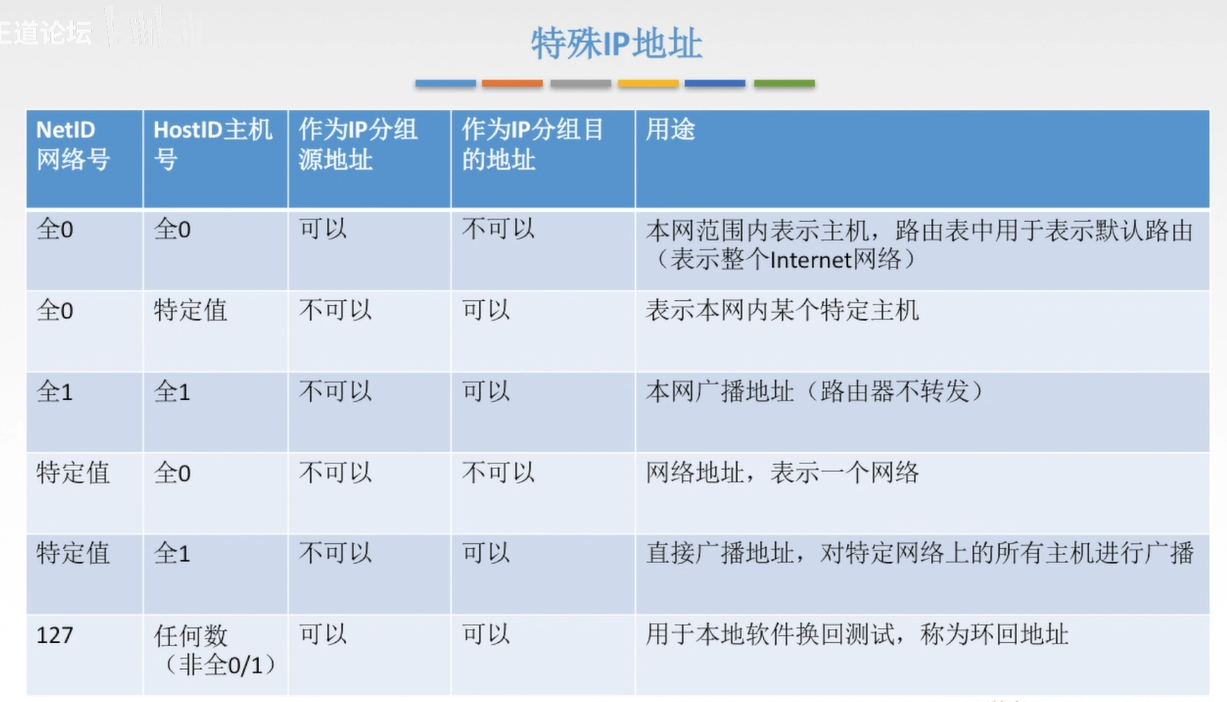 王道论坛
特殊IP地址
NetID
网络号
HostID主机
号
作为IP分组
源地址
作为IP分组目
的地址
用途
全0
全0
可以
不可以
本网范围内表示主机，路由表中用于表示默认路由
（表示整个Internet网络）
全0
特定值
不可以
可以
表示本网内某个特定主机
全1
全1
不可以
可以
本网广播地址（路由器不转发）
特定值
全0
不可以
不可以
网络地址，表示一个网络
特定值
全1
不可以
可以
直接广播地址，对特定网络上的所有主机进行广播
127
任何数
（非全0/1）
可以
可以
用于本地软件换回测试，称为环回地址